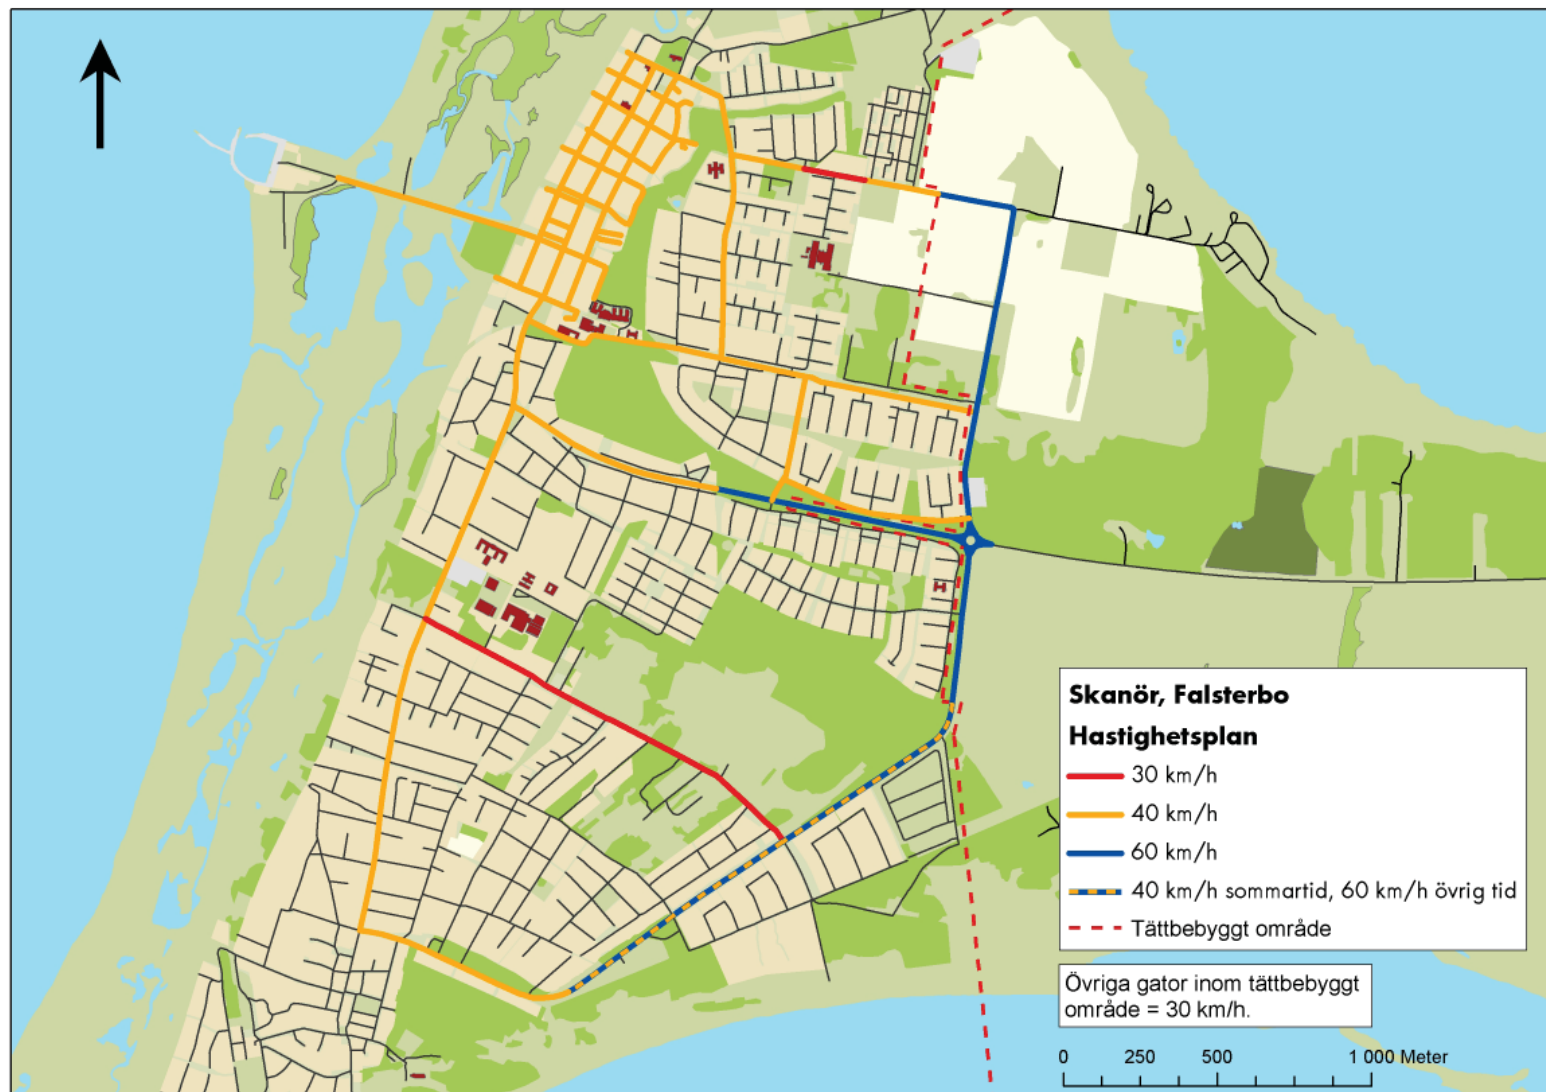 Skanör, Falsterbo
Hastighetsplan
30 km/h
40 km/h
60 km/h
40 km/h sommartid, 60 km/h övrig tid
Tättbebyggt område
Övriga gator inom tättbebyggt
område = 30 km/h.
0 250 500 1 000 Meter